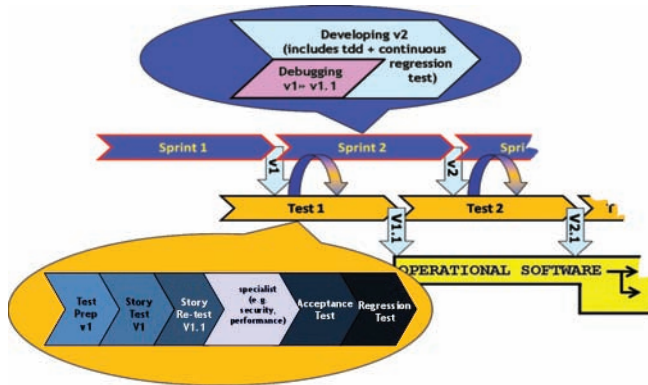 Developing v2
(includes tdd + continuous
regression
test)
Debugging
v1⇨ v1.1
Sprint 1
Sprint 2
Spri
v1
v2
Test 1
Test 2
V1.1
V2.1
OPERATIONAL SOFTWARE
Test
Prep
v1
Story
Test
V1
Story
Re-test
V1.1
specialist
(e.g.
security,
performance)
Acceptance
Test
Regression
Test